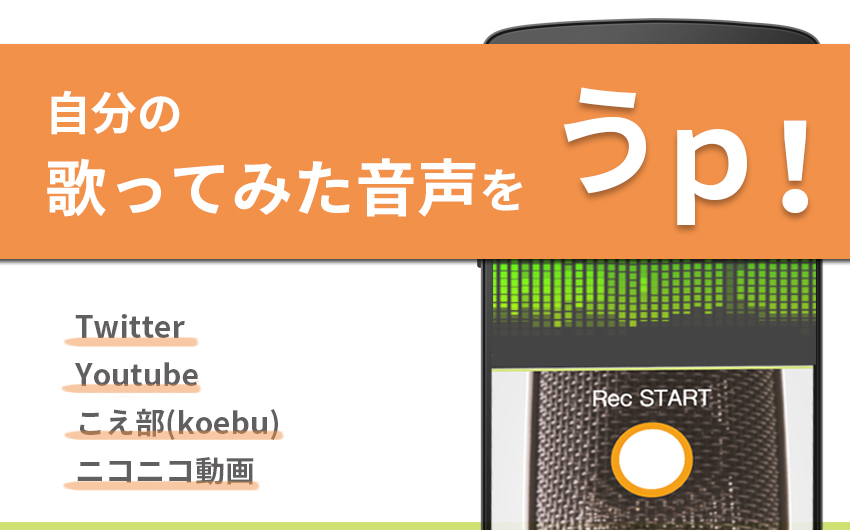 自分の
歌ってみた音声を
うp!
Twitter
Youtube
こえ部(koebu)
ニコニコ動画
Rec START